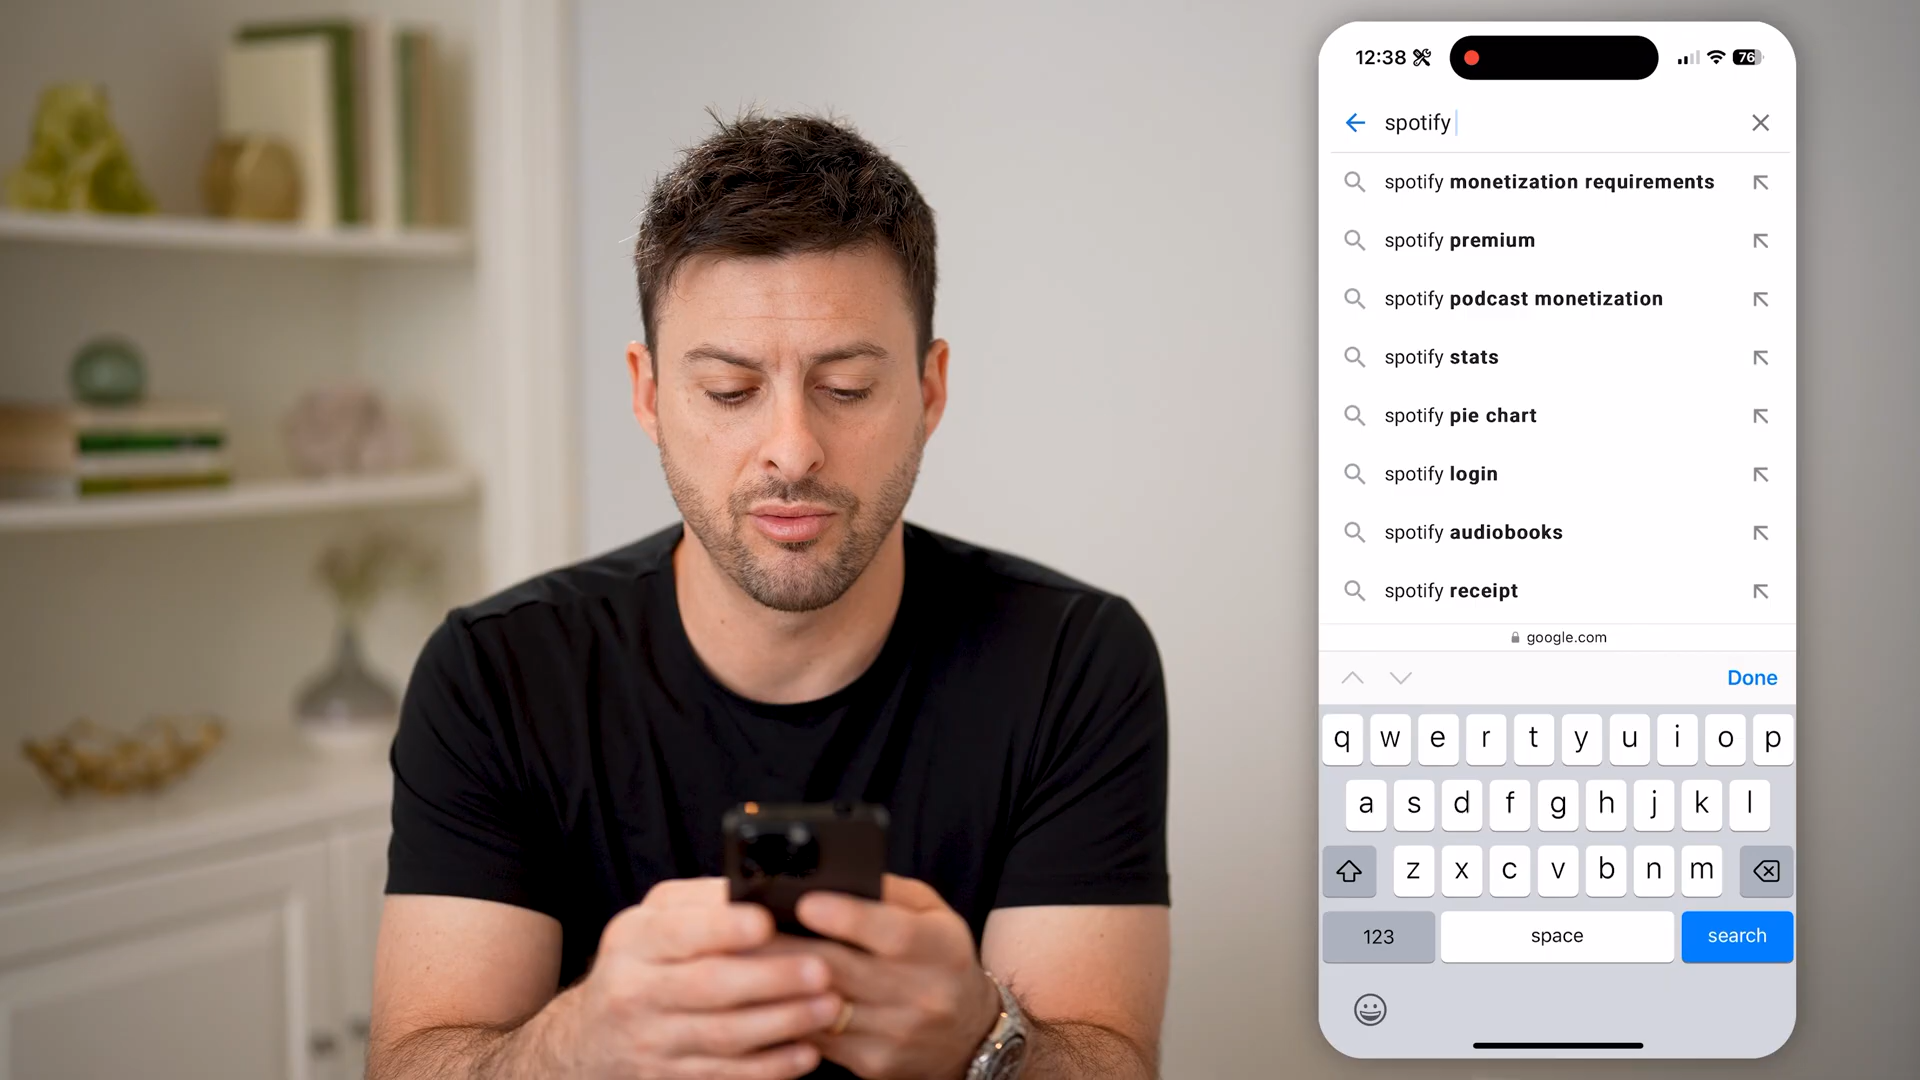 12:38
76
spotify
spotify monetization requirements
spotify premium
spotify podcast monetization
spotify stats
spotify pie chart
spotify login
spotify audiobooks
spotify receipt
google.com
Done
q w e r t y u i o p
a s d f g h j k l
z x c v b n m
123 space search